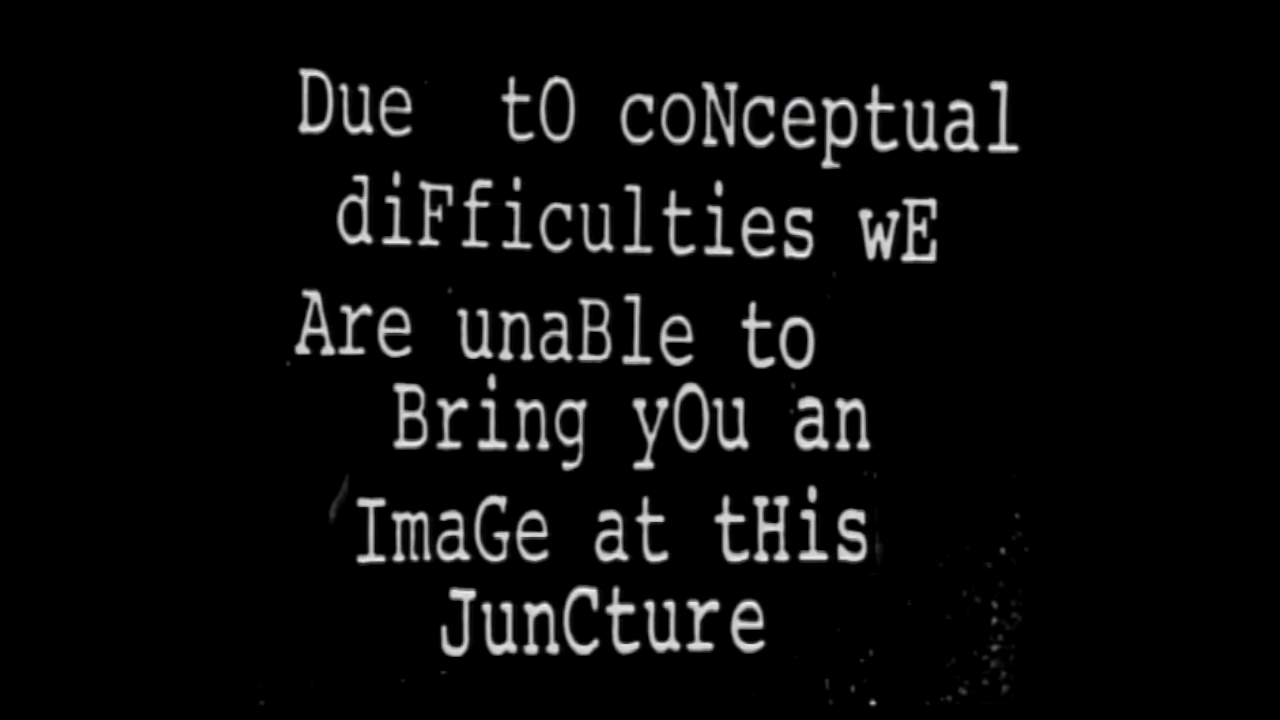 Due tO coNceptual
diFficulties wE
Are unaBle to
Bring yOu an
ImaGe at tHis
JunCture